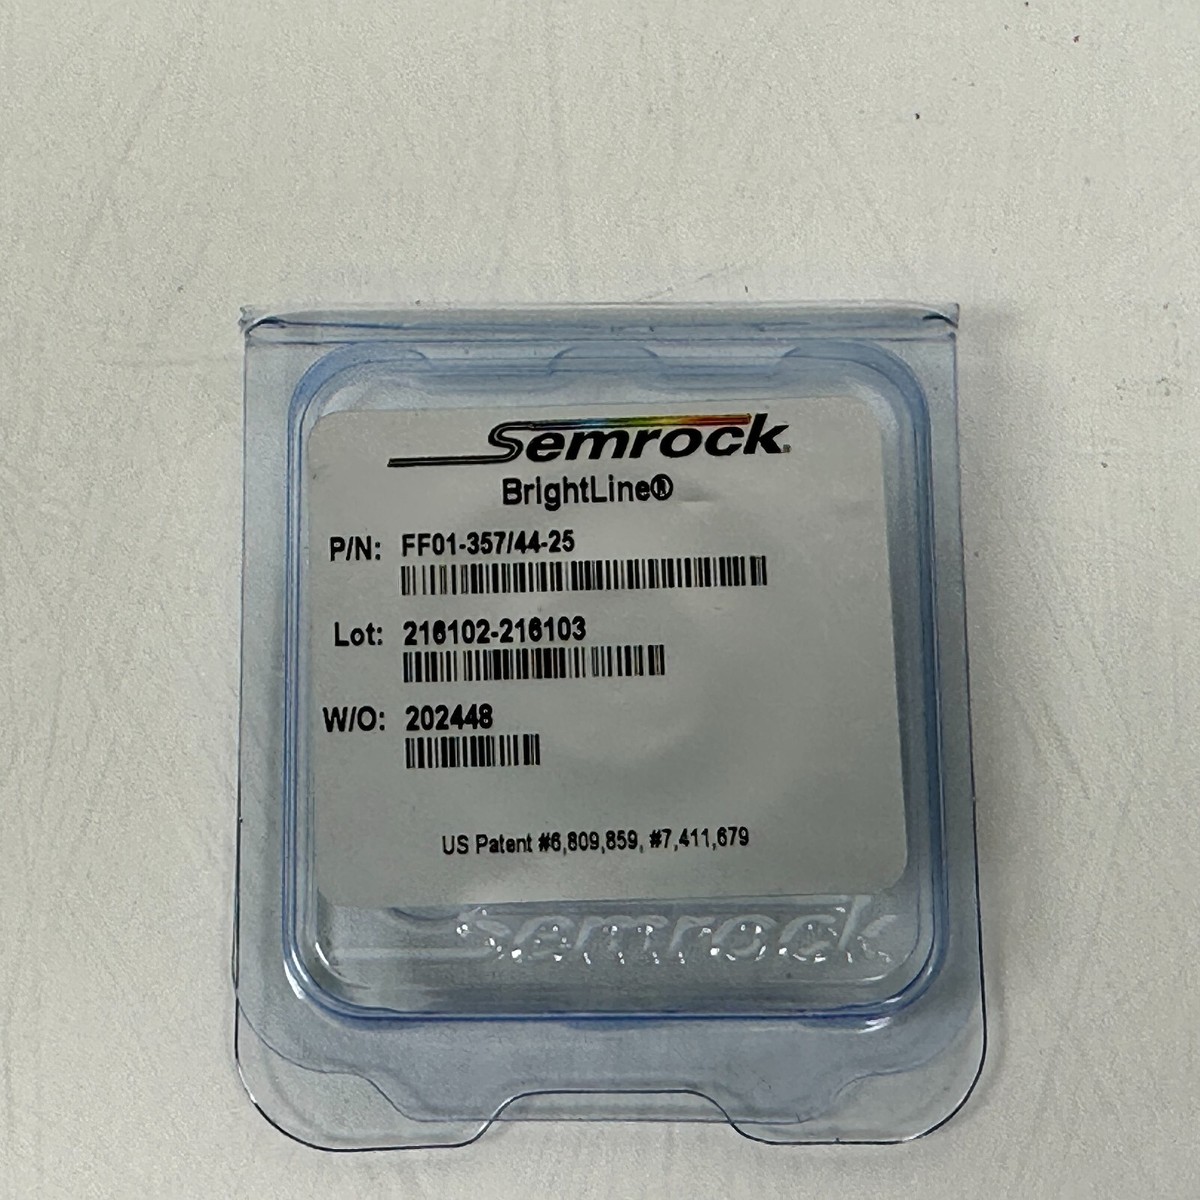 Semrock®
BrightLine®
P/N: FF01-357/44-25
Lot: 216102-216103
W/O: 202448
US Patent #6,809,859, #7,411,679
Semrock